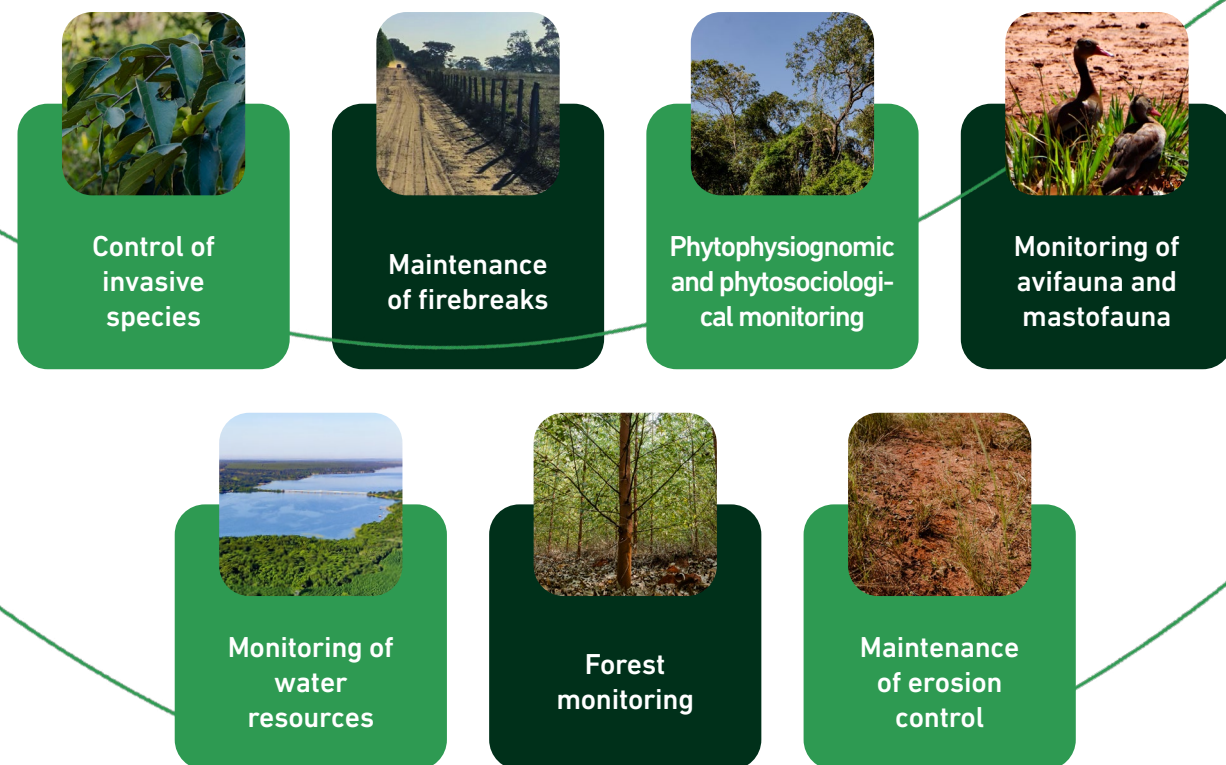 Control of
invasive
species
Maintenance
of firebreaks
Phytophysiognomic
and phytosociologi-
cal monitoring
Monitoring of
avifauna and
mastofauna
Monitoring of
water
resources
Forest
monitoring
Maintenance
of erosion
control